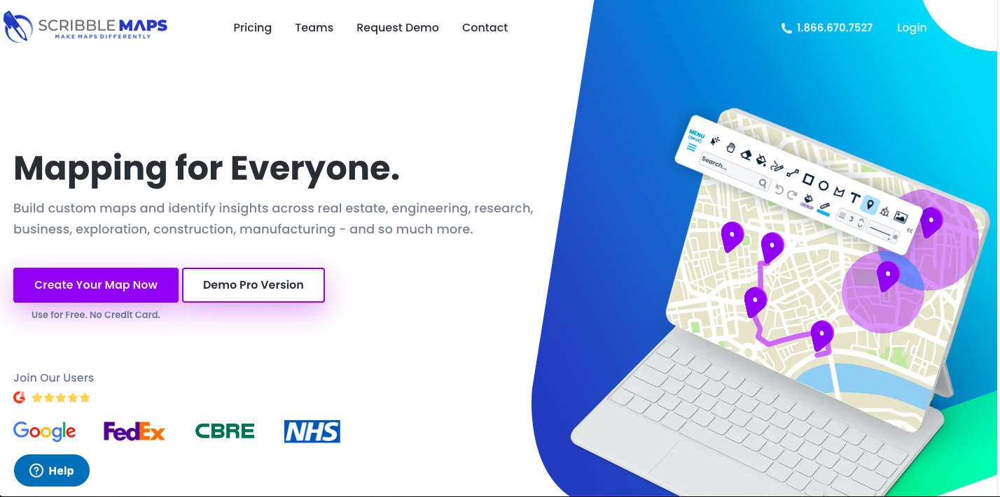 SCRIBBLE MAPS
MAKE MAPS DIFFERENTLY
Pricing
Teams
Request Demo
Contact
1.866.670.7527
Login
Mapping for Everyone.
Build custom maps and identify insights across real estate, engineering, research,
business, exploration, construction, manufacturing - and so much more.
Create Your Map Now
Demo Pro Version
Use for Free. No Credit Card.
MENU
(SAVE)
Search...
T
3
Join Our Users
Google
FedEx
CBRE
NHS
Help